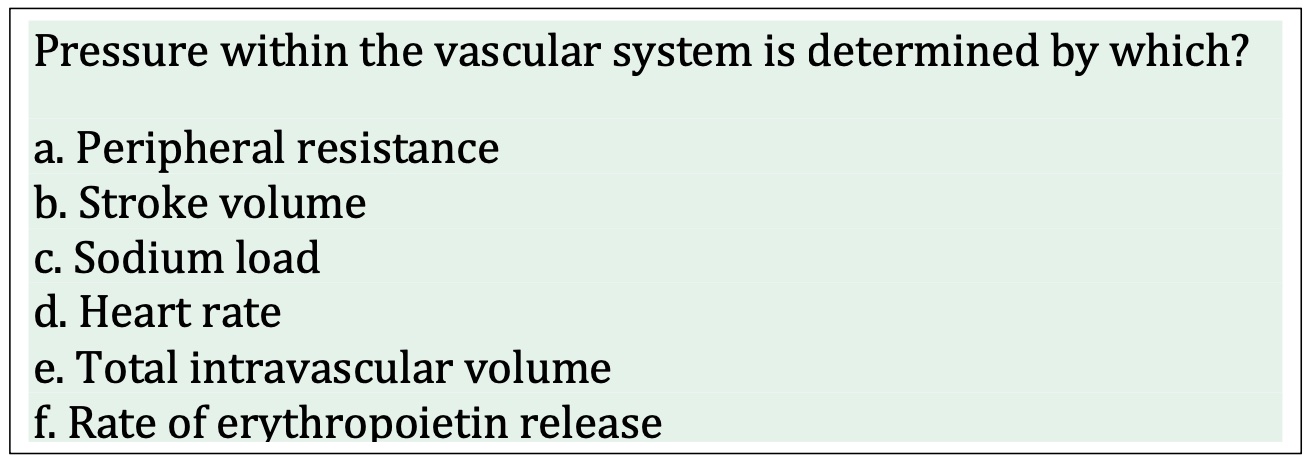 Pressure within the vascular system is determined by which?
a. Peripheral resistance
b. Stroke volume
c. Sodium load
d. Heart rate
e. Total intravascular volume
f. Rate of erythropoietin release